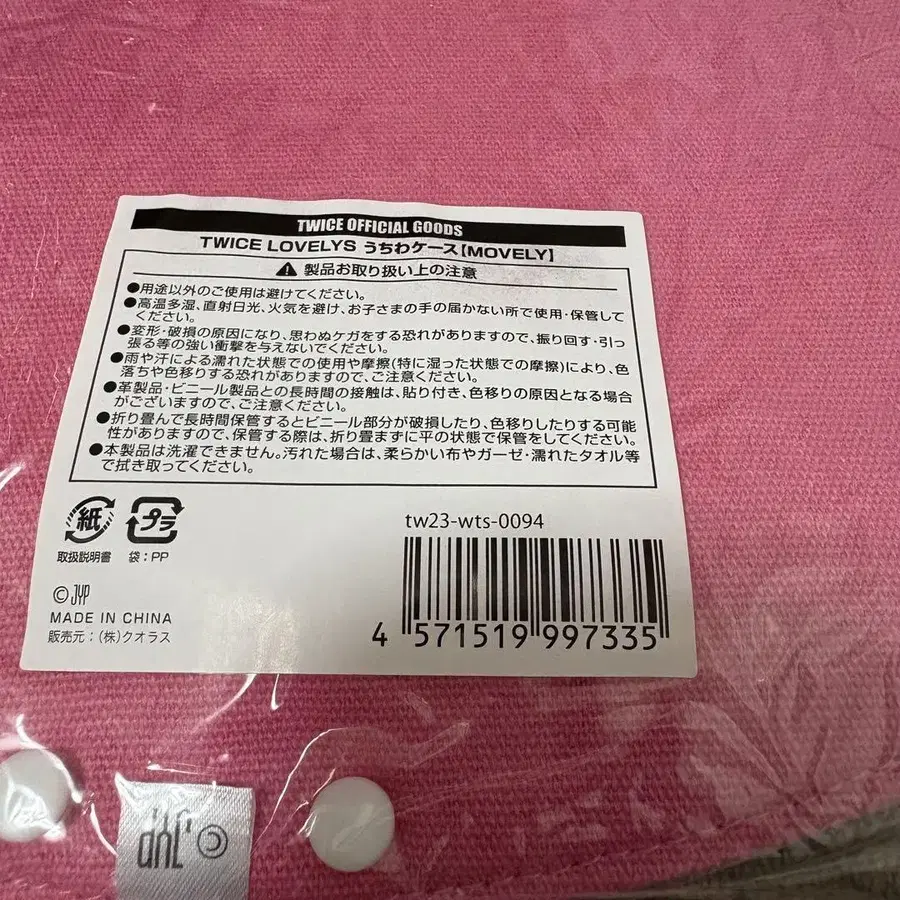 TWICE OFFICIAL GOODS
TWICE LOVELYS うちわケース【MOVELY】
製品お取り扱い上の注意
●用途以外のご使用は避けてください。
●高温多湿、直射日光、火気を避け、お子さまの手の届かない所で使用・保管して
ください。
●変形・破損の原因になり、思わぬケガをする恐れがありますので、振り回す・引っ
張る等の強い衝撃を与えないでください。
●雨や汗による濡れた状態での使用や摩擦(特に湿った状態での摩擦)により、色
落ちや色移りする恐れがありますので、ご注意ください。
●革製品・ビニール製品との長時間の接触は、貼り付き、色移りの原因となる場合
がございますので、ご注意ください。
●折り畳んで長時間保管するとビニール部分が破損したり、色移りしたりする可能
性がありますので、保管する際は、折り畳まずに平の状態で保管をしてください。
●本製品は洗濯できません。汚れた場合は、柔らかい布やガーゼ・濡れたタオル等
で拭き取ってください。
紙 プラ
取扱説明書 袋:PP
tw23-wts-0094
© JYP
MADE IN CHINA
販売元:(株)クオラス
4 571519 997335
JYP ©